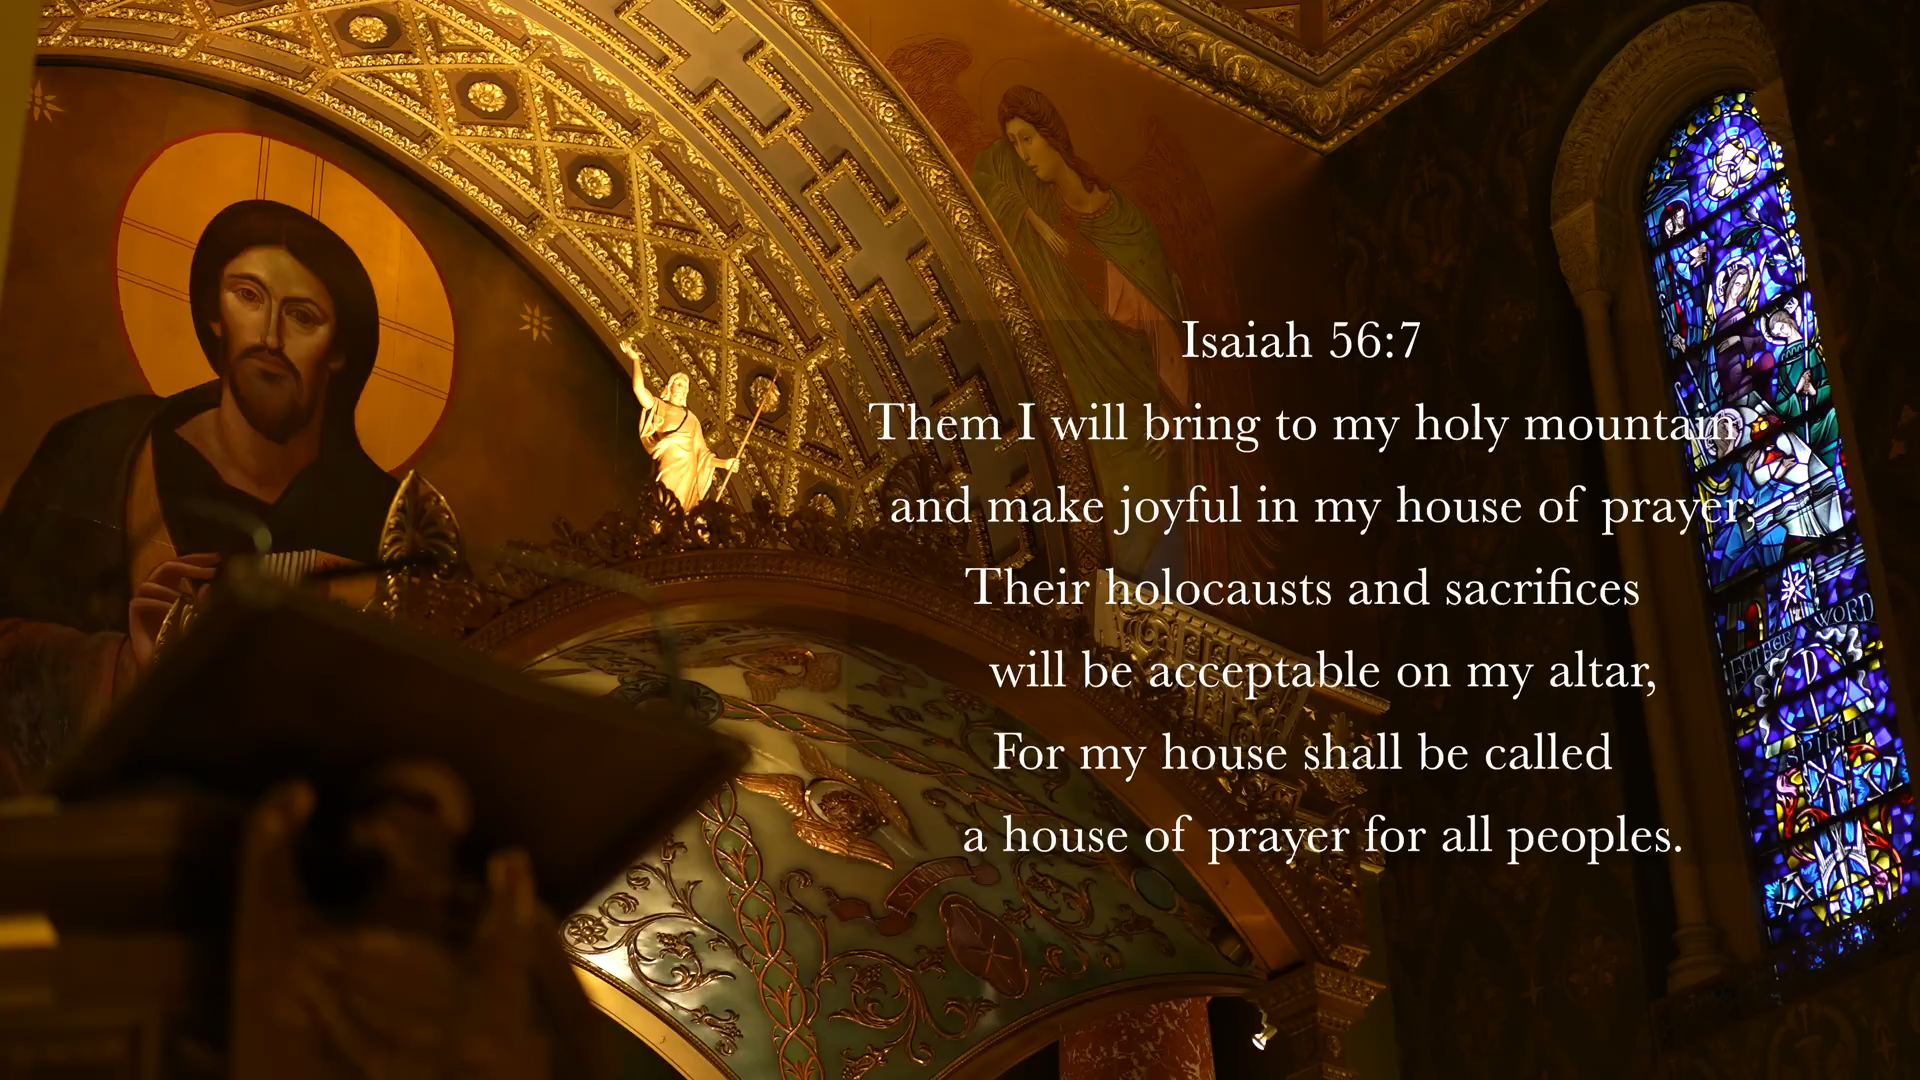 Isaiah 56:7
Them I will bring to my holy mountain
and make joyful in my house of prayer;
Their holocausts and sacrifices
will be acceptable on my altar,
For my house shall be called
a house of prayer for all peoples.
WORD
FATHER